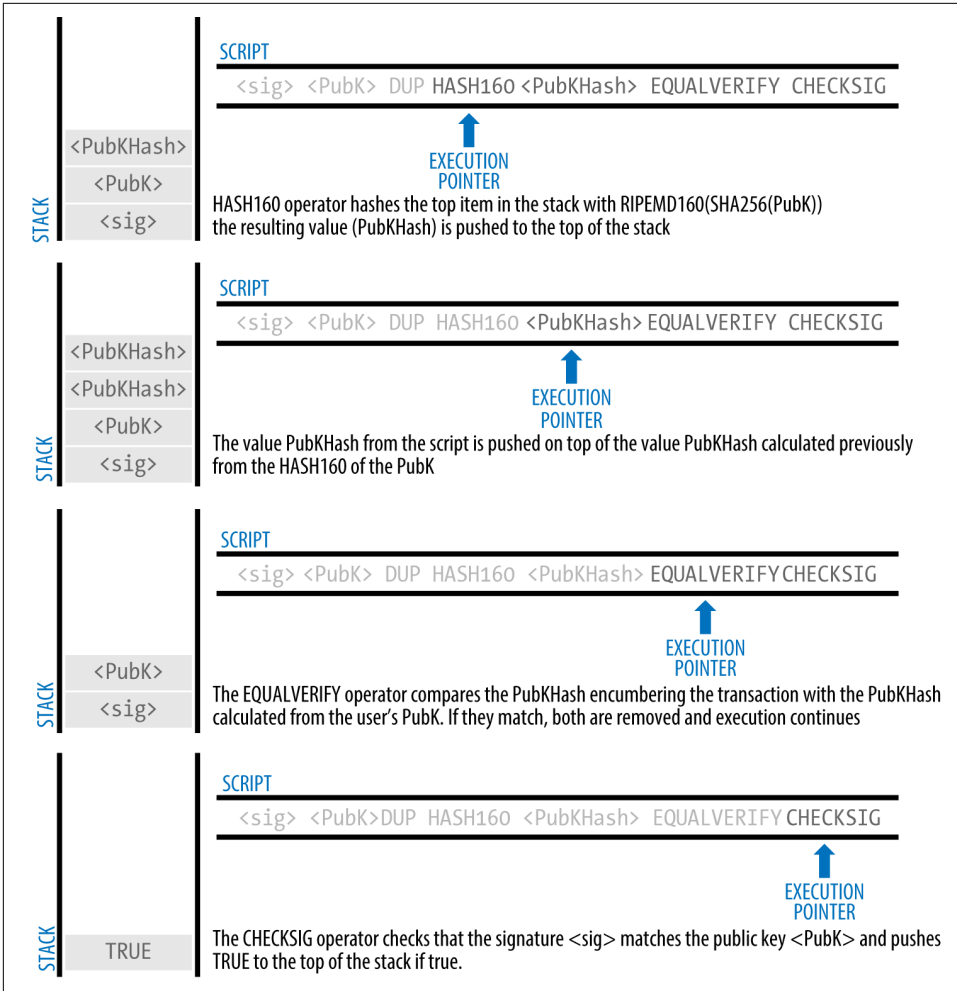 SCRIPT
<sig> <PubK> DUP HASH160 <PubKHash> EQUALVERIFY CHECKSIG
EXECUTION
POINTER
<PubKHash>
<PubK>
<sig>
STACK
HASH160 operator hashes the top item in the stack with RIPEMD160(SHA256(PubK))
the resulting value (PubKHash) is pushed to the top of the stack
SCRIPT
<sig> <PubK> DUP HASH160 <PubKHash> EQUALVERIFY CHECKSIG
EXECUTION
POINTER
<PubKHash>
<PubKHash>
<PubK>
<sig>
STACK
The value PubKHash from the script is pushed on top of the value PubKHash calculated previously
from the HASH160 of the PubK
SCRIPT
<sig> <PubK> DUP HASH160 <PubKHash> EQUALVERIFY CHECKSIG
EXECUTION
POINTER
<PubK>
<sig>
STACK
The EQUALVERIFY operator compares the PubKHash encumbering the transaction with the PubKHash
calculated from the user's PubK. If they match, both are removed and execution continues
SCRIPT
<sig> <PubK> DUP HASH160 <PubKHash> EQUALVERIFY CHECKSIG
EXECUTION
POINTER
TRUE
STACK
The CHECKSIG operator checks that the signature <sig> matches the public key <PubK> and pushes
TRUE to the top of the stack if true.